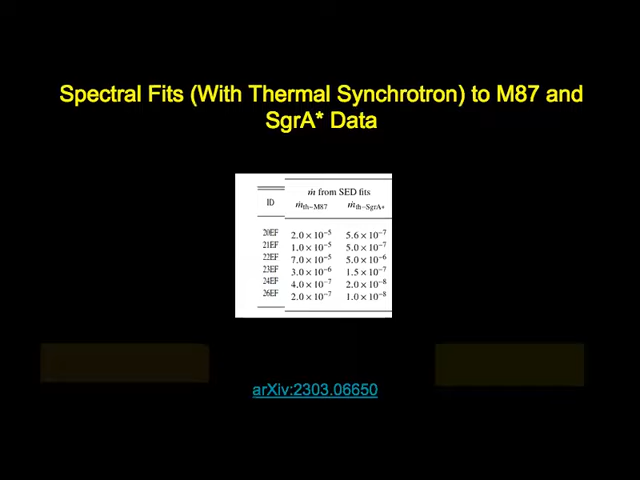 Spectral Fits (With Thermal Synchrotron) to M87 and
SgrA* Data
ṁ from SED fits
ID ṁth−M87 ṁth−SgrA*
20EF 2.0 × 10⁻⁵ 5.6 × 10⁻⁷
21EF 1.0 × 10⁻⁵ 5.0 × 10⁻⁷
22EF 7.0 × 10⁻⁵ 5.0 × 10⁻⁶
23EF 3.0 × 10⁻⁶ 1.5 × 10⁻⁷
24EF 4.0 × 10⁻⁷ 2.0 × 10⁻⁸
26EF 2.0 × 10⁻⁷ 1.0 × 10⁻⁸
arXiv:2303.06650